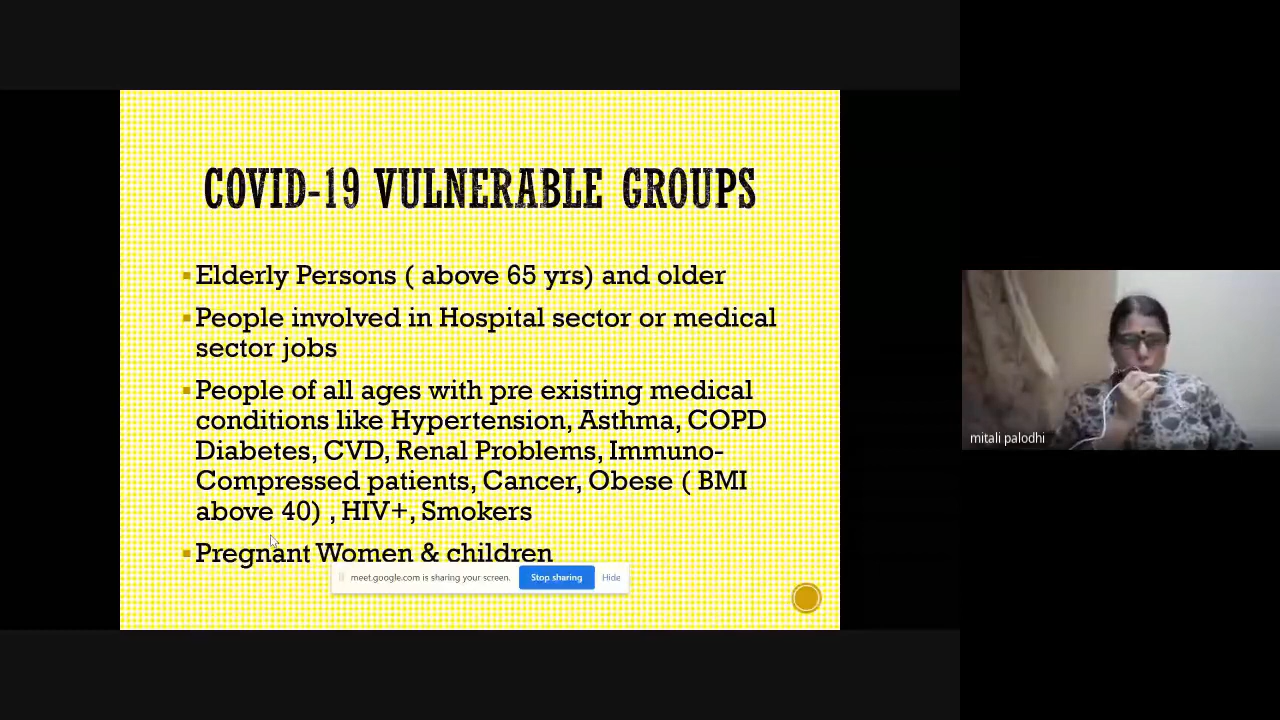 COVID-19 VULNERABLE GROUPS
Elderly Persons ( above 65 yrs) and older
People involved in Hospital sector or medical
sector jobs
People of all ages with pre existing medical
conditions like Hypertension, Asthma, COPD
Diabetes, CVD, Renal Problems, Immuno-
Compressed patients, Cancer, Obese ( BMI
above 40) , HIV+, Smokers
Pregnant Women & children
meet.google.com is sharing your screen. Stop sharing Hide
mitali palodhi